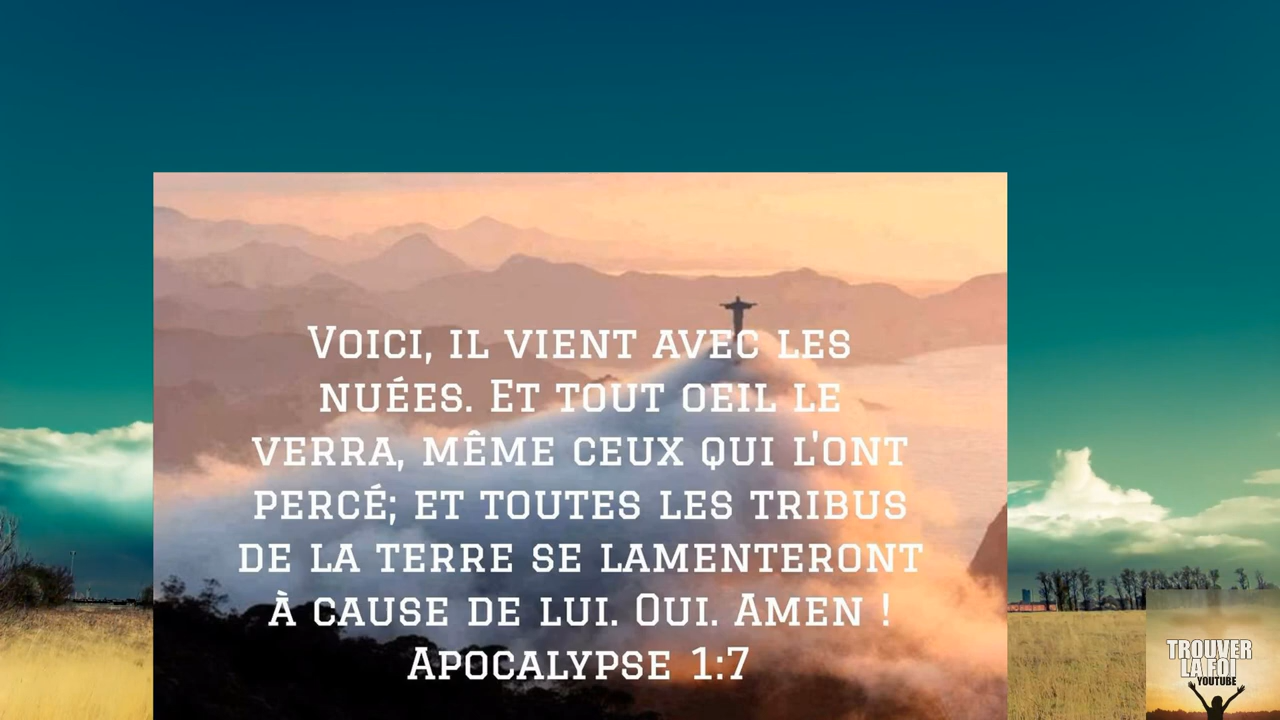 Voici, il vient avec les
nuées. Et tout oeil le
verra, même ceux qui l'ont
percé; et toutes les tribus
de la terre se lamenteront
à cause de lui. Oui. Amen !
Apocalypse 1:7
TROUVER
LA FOI
YOUTUBE